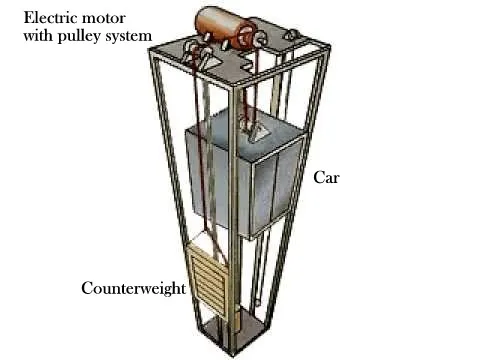 Electric motor
with pulley system
Car
Counterweight